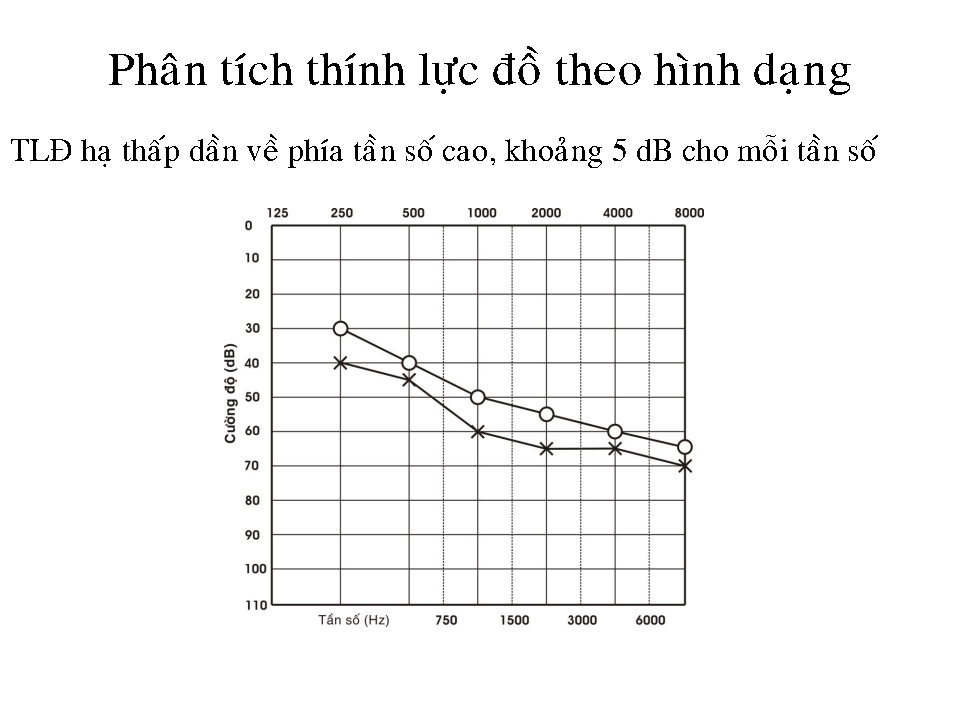 Phân tích thính lực đồ theo hình dạng
TLĐ hạ thấp dần về phía tần số cao, khoảng 5 dB cho mỗi tần số
125 250 500 1000 2000 4000 8000
0
10
20
30
40
50
60
70
80
90
100
110
Cường độ (dB)
Tần số (Hz) 750 1500 3000 6000